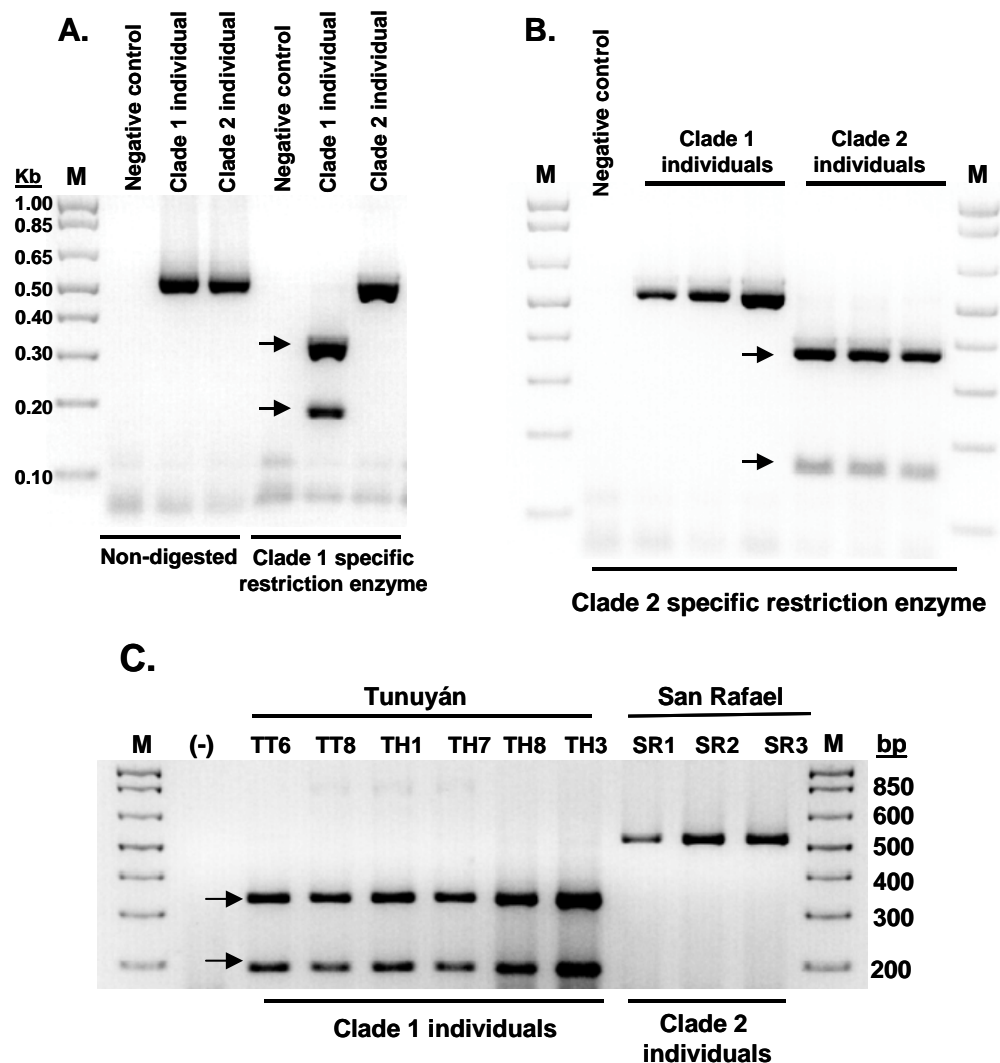 A.
Negative control
Clade 1 individual
Clade 2 individual
Negative control
Clade 1 individual
Clade 2 individual
Kb
M
1.00
0.85
0.65
0.50
0.40
0.30
0.20
0.10
Non-digested
Clade 1 specific
restriction enzyme
B.
M
Negative control
Clade 1
individuals
Clade 2
individuals
M
Clade 2 specific restriction enzyme
C.
Tunuyán
San Rafael
M (-) TT6 TT8 TH1 TH7 TH8 TH3 SR1 SR2 SR3 M bp
850
600
500
400
300
200
Clade 1 individuals
Clade 2
individuals